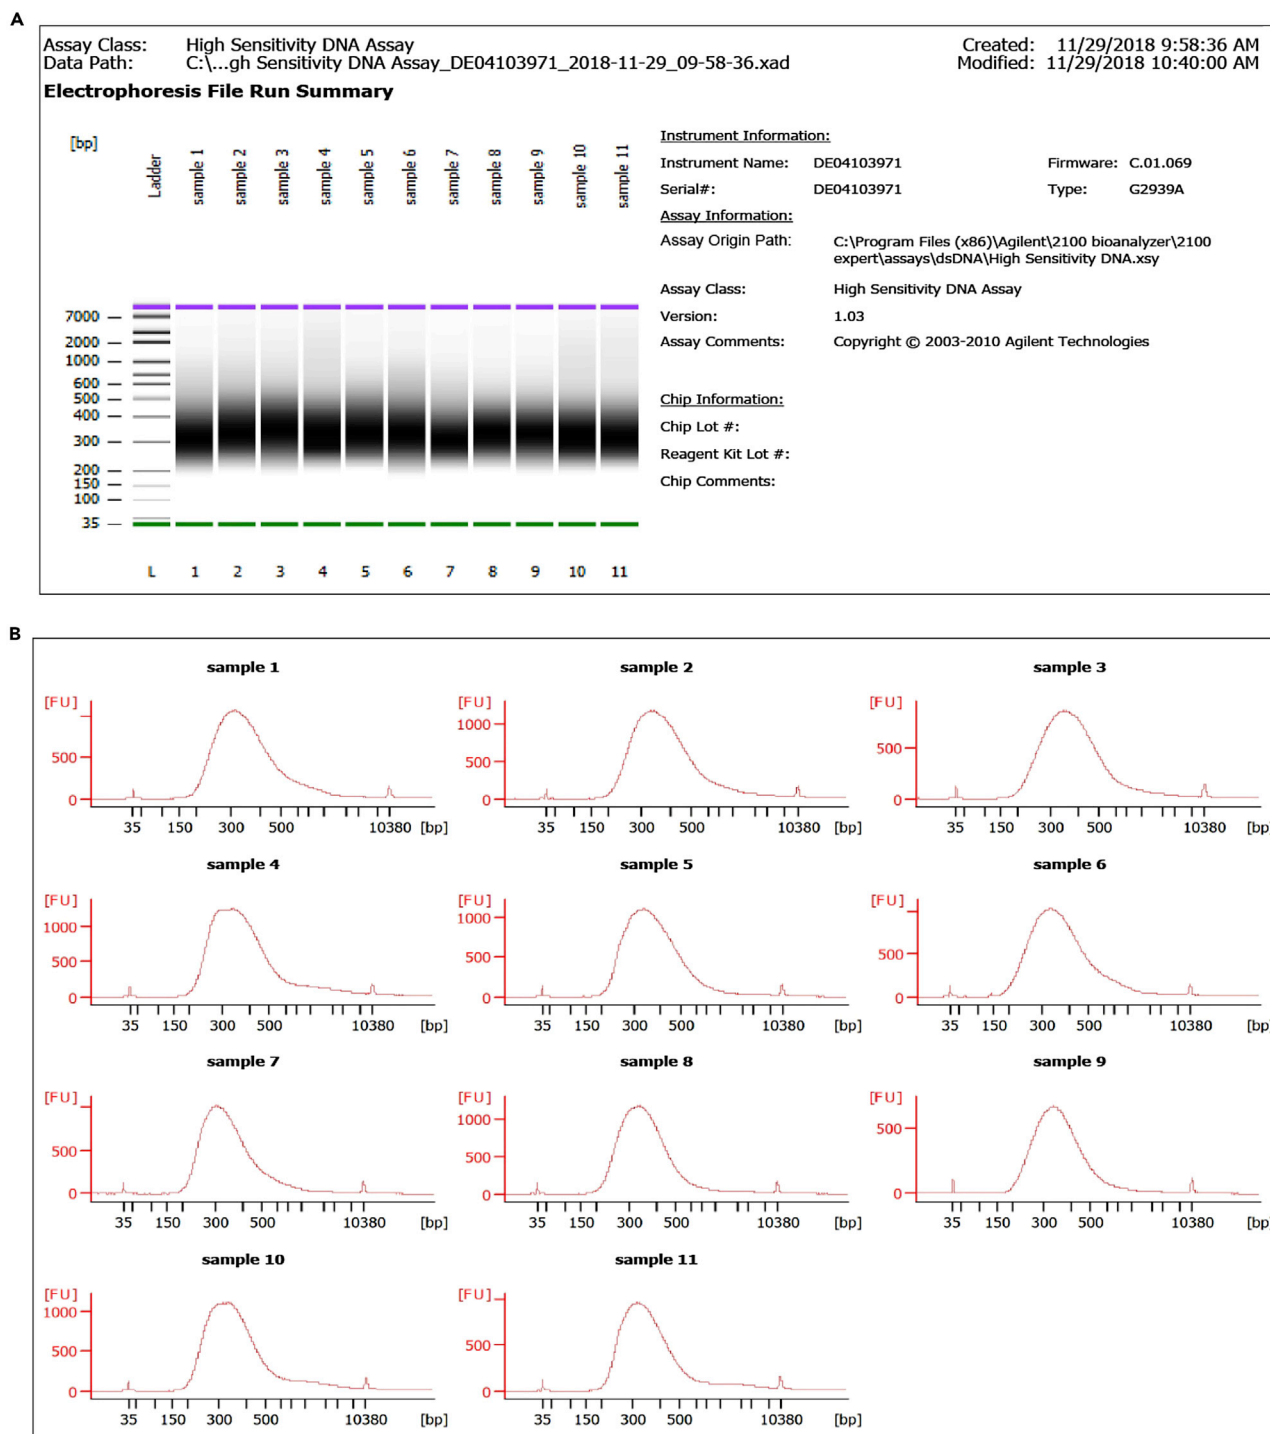 A
Assay Class: High Sensitivity DNA Assay Created: 11/29/2018 9:58:36 AM
Data Path: C:\...gh Sensitivity DNA Assay_DE04103971_2018-11-29_09-58-36.xad Modified: 11/29/2018 10:40:00 AM
Electrophoresis File Run Summary
[bp] Ladder sample 1 sample 2 sample 3 sample 4 sample 5 sample 6 sample 7 sample 8 sample 9 sample 10 sample 11
7000
2000
1000
600
500
400
300
200
150
100
35
L 1 2 3 4 5 6 7 8 9 10 11
Instrument Information:
Instrument Name: DE04103971 Firmware: C.01.069
Serial#: DE04103971 Type: G2939A
Assay Information:
Assay Origin Path: C:\Program Files (x86)\Agilent\2100 bioanalyzer\2100
expert\assays\dsDNA\High Sensitivity DNA.xsy
Assay Class: High Sensitivity DNA Assay
Version: 1.03
Assay Comments: Copyright © 2003-2010 Agilent Technologies
Chip Information:
Chip Lot #:
Reagent Kit Lot #:
Chip Comments:
B
sample 1
[FU]
500
0
35 150 300 500 10380 [bp]
sample 2
[FU]
1000
500
0
35 150 300 500 10380 [bp]
sample 3
[FU]
500
0
35 150 300 500 10380 [bp]
sample 4
[FU]
1000
500
0
35 150 300 500 10380 [bp]
sample 5
[FU]
1000
500
0
35 150 300 500 10380 [bp]
sample 6
[FU]
500
0
35 150 300 500 10380 [bp]
sample 7
[FU]
500
0
35 150 300 500 10380 [bp]
sample 8
[FU]
1000
500
0
35 150 300 500 10380 [bp]
sample 9
[FU]
500
0
35 150 300 500 10380 [bp]
sample 10
[FU]
1000
500
0
35 150 300 500 10380 [bp]
sample 11
[FU]
500
0
35 150 300 500 10380 [bp]